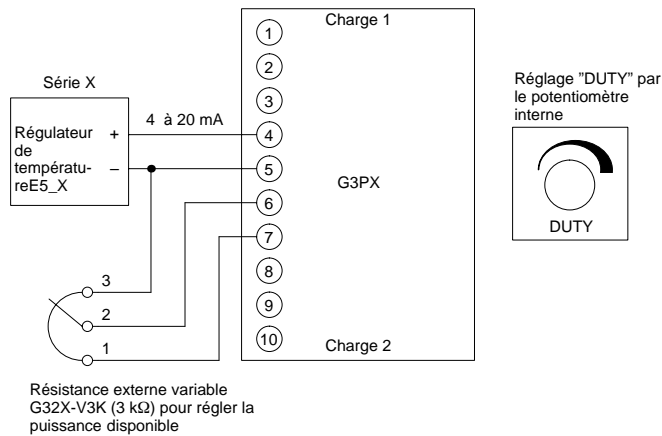 Charge 1
1
2
3
4
5
6
7
8
9
10
G3PX
Charge 2
Série X
Régulateur
de
températu-
reE5_X
+
–
4 à 20 mA
3
2
1
Résistance externe variable
G32X-V3K (3 kΩ) pour régler la
puissance disponible
Réglage ”DUTY” par
le potentiomètre
interne
DUTY